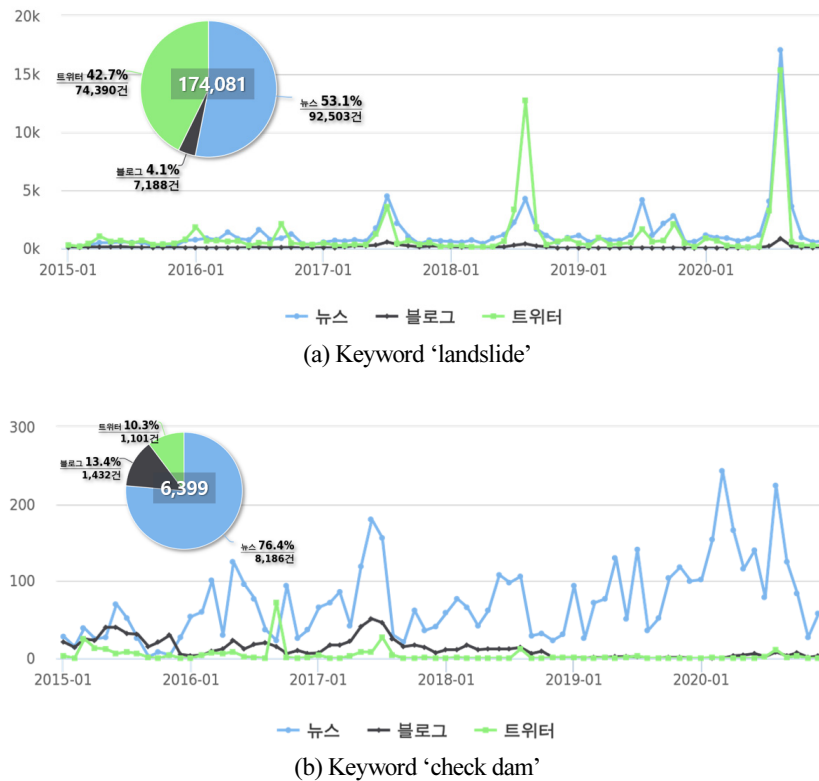 20k
15k
10k
5k
0k
트위터 42.7%
74,390건
174,081
뉴스 53.1%
92,503건
블로그 4.1%
7,188건
2015-01 2016-01 2017-01 2018-01 2019-01 2020-01
뉴스 블로그 트위터
(a) Keyword ‘landslide’
300
200
100
0
트위터 10.3%
1,101건
블로그 13.4%
1,432건
6,399
뉴스 76.4%
8,186건
2015-01 2016-01 2017-01 2018-01 2019-01 2020-01
뉴스 블로그 트위터
(b) Keyword ‘check dam’